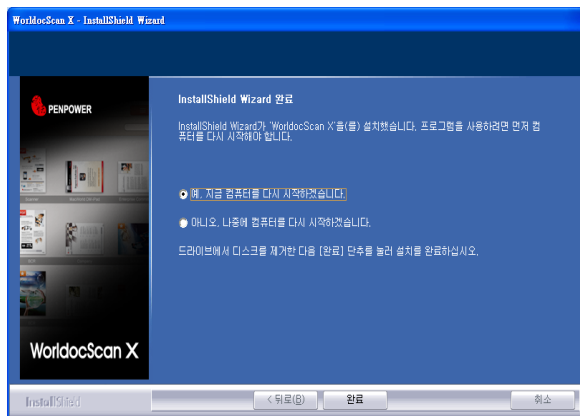 WorldocScan X - InstallShield Wizard
PENPOWER
InstallShield Wizard 완료
InstallShield Wizard가 'WorldocScan X'을(를) 설치했습니다. 프로그램을 사용하려면 먼저 컴
퓨터를 다시 시작해야 합니다.
예, 지금 컴퓨터를 다시 시작하겠습니다.
아니오, 나중에 컴퓨터를 다시 시작하겠습니다.
드라이브에서 디스크를 제거한 다음 [완료] 단추를 눌러 설치를 완료하십시오.
WorldocScan X
InstallShield
< 뒤로(B)
완료
취소